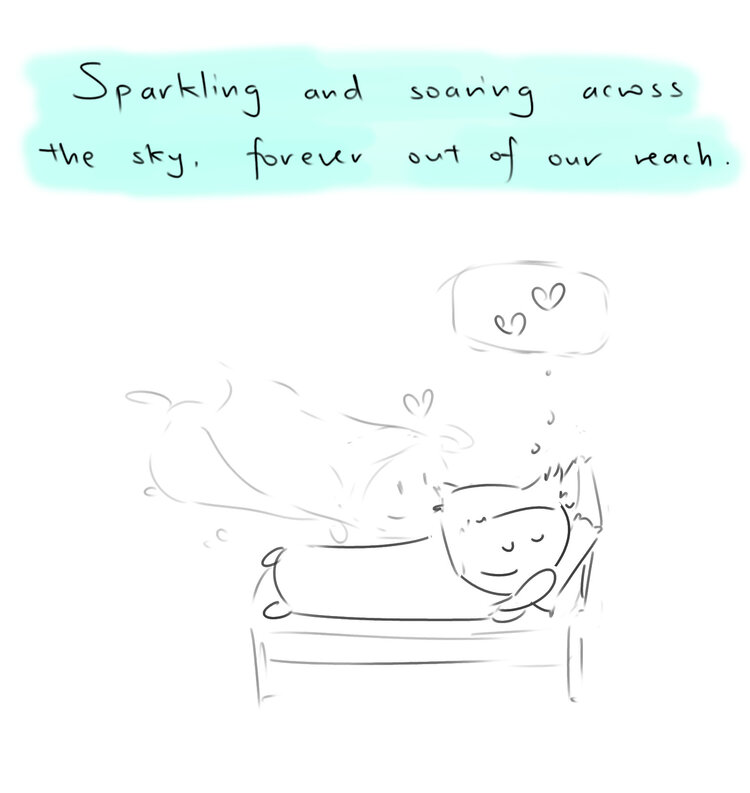 Sparkling and soaring across
the sky, forever out of our reach.